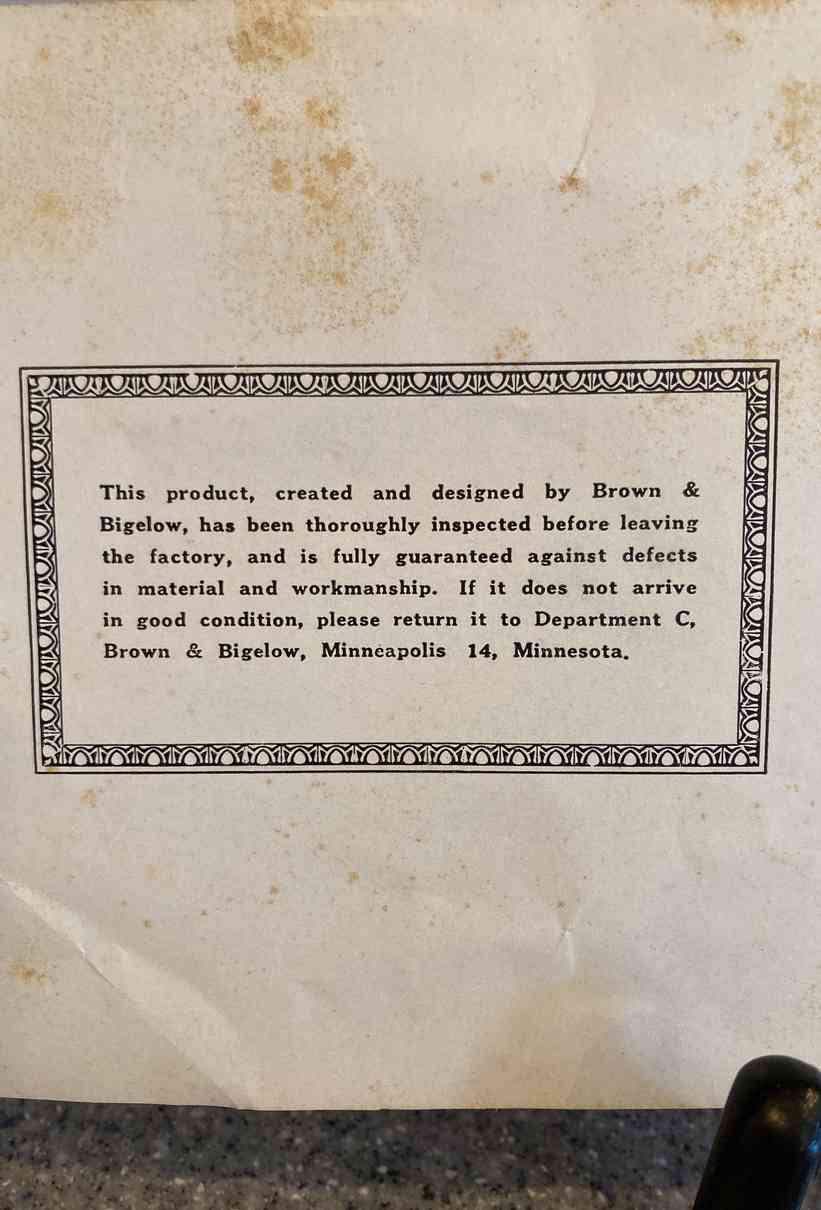 This product, created and designed by Brown &
Bigelow, has been thoroughly inspected before leaving
the factory, and is fully guaranteed against defects
in material and workmanship. If it does not arrive
in good condition, please return it to Department C,
Brown & Bigelow, Minneapolis 14, Minnesota.